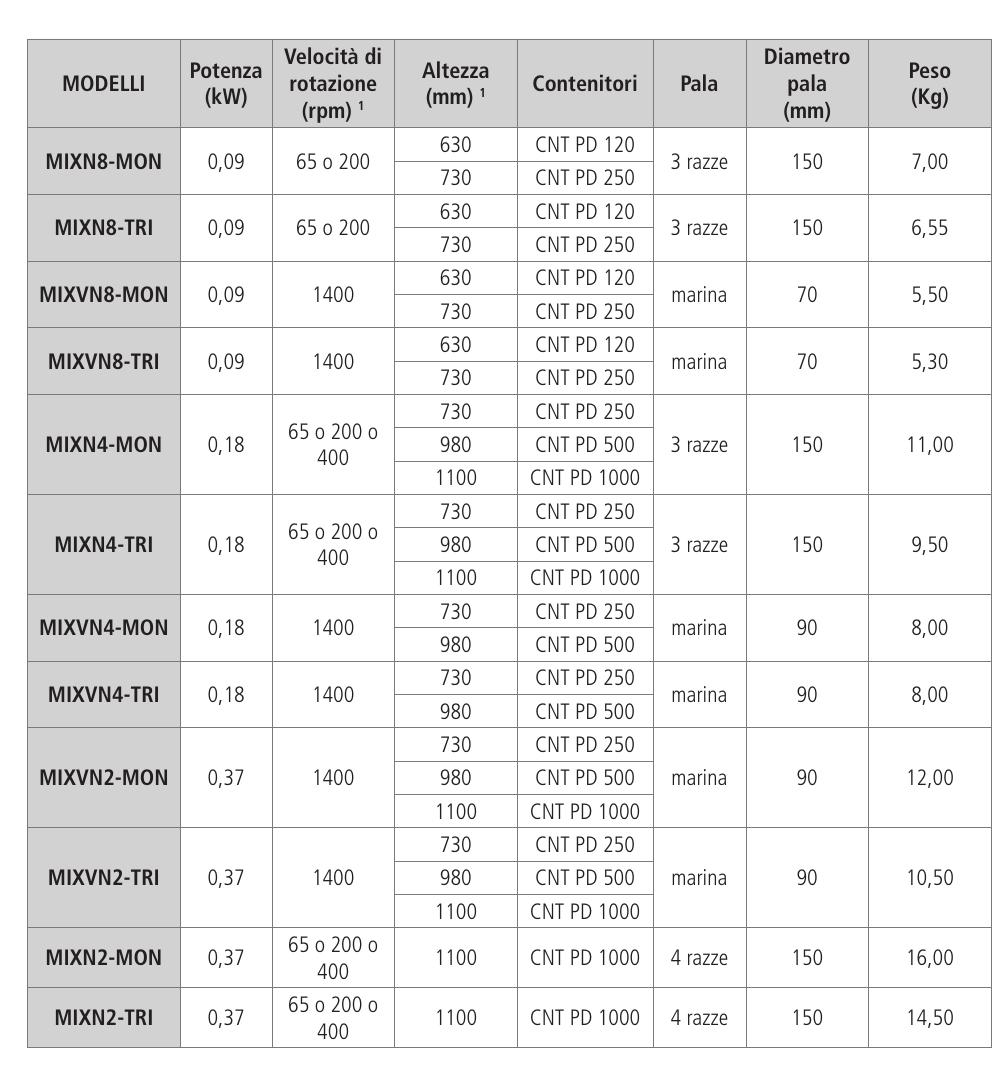 MODELLI Potenza (kW) Velocità di rotazione (rpm) ¹ Altezza (mm) ¹ Contenitori Pala Diametro pala (mm) Peso (Kg)
MIXN8-MON 0,09 65 o 200 630 CNT PD 120 3 razze 150 7,00
730 CNT PD 250
MIXN8-TRI 0,09 65 o 200 630 CNT PD 120 3 razze 150 6,55
730 CNT PD 250
MIXVN8-MON 0,09 1400 630 CNT PD 120 marina 70 5,50
730 CNT PD 250
MIXVN8-TRI 0,09 1400 630 CNT PD 120 marina 70 5,30
730 CNT PD 250
MIXN4-MON 0,18 65 o 200 o 400 730 CNT PD 250 3 razze 150 11,00
980 CNT PD 500
1100 CNT PD 1000
MIXN4-TRI 0,18 65 o 200 o 400 730 CNT PD 250 3 razze 150 9,50
980 CNT PD 500
1100 CNT PD 1000
MIXVN4-MON 0,18 1400 730 CNT PD 250 marina 90 8,00
980 CNT PD 500
MIXVN4-TRI 0,18 1400 730 CNT PD 250 marina 90 8,00
980 CNT PD 500
MIXVN2-MON 0,37 1400 730 CNT PD 250 marina 90 12,00
980 CNT PD 500
1100 CNT PD 1000
MIXVN2-TRI 0,37 1400 730 CNT PD 250 marina 90 10,50
980 CNT PD 500
1100 CNT PD 1000
MIXN2-MON 0,37 65 o 200 o 400 1100 CNT PD 1000 4 razze 150 16,00
MIXN2-TRI 0,37 65 o 200 o 400 1100 CNT PD 1000 4 razze 150 14,50